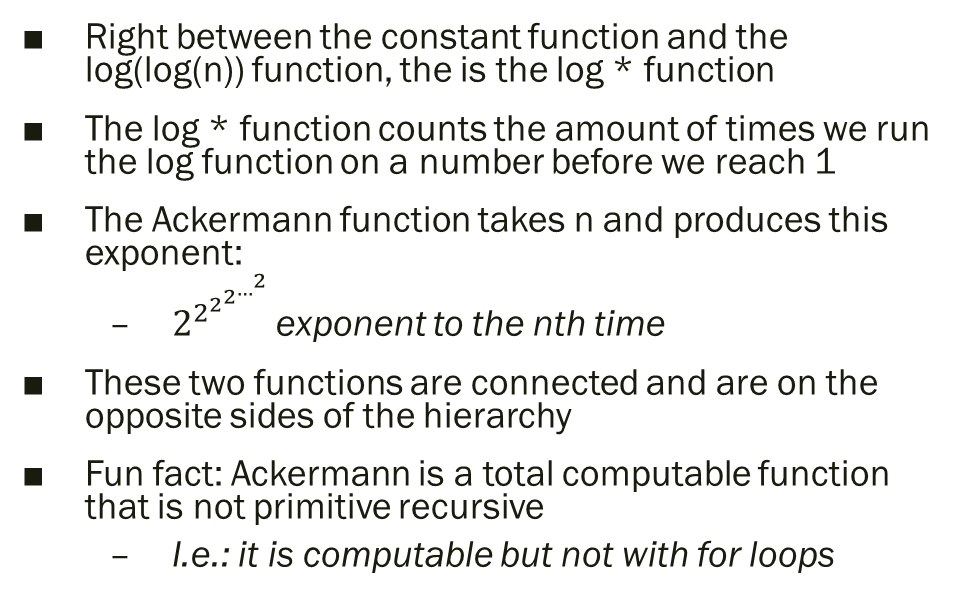 ■ Right between the constant function and the
log(log(n)) function, the is the log * function
■ The log * function counts the amount of times we run
the log function on a number before we reach 1
■ The Ackermann function takes n and produces this
exponent:
– 2^{2^{2^{2^{⋯^{2}}}}} exponent to the nth time
■ These two functions are connected and are on the
opposite sides of the hierarchy
■ Fun fact: Ackermann is a total computable function
that is not primitive recursive
– I.e.: it is computable but not with for loops